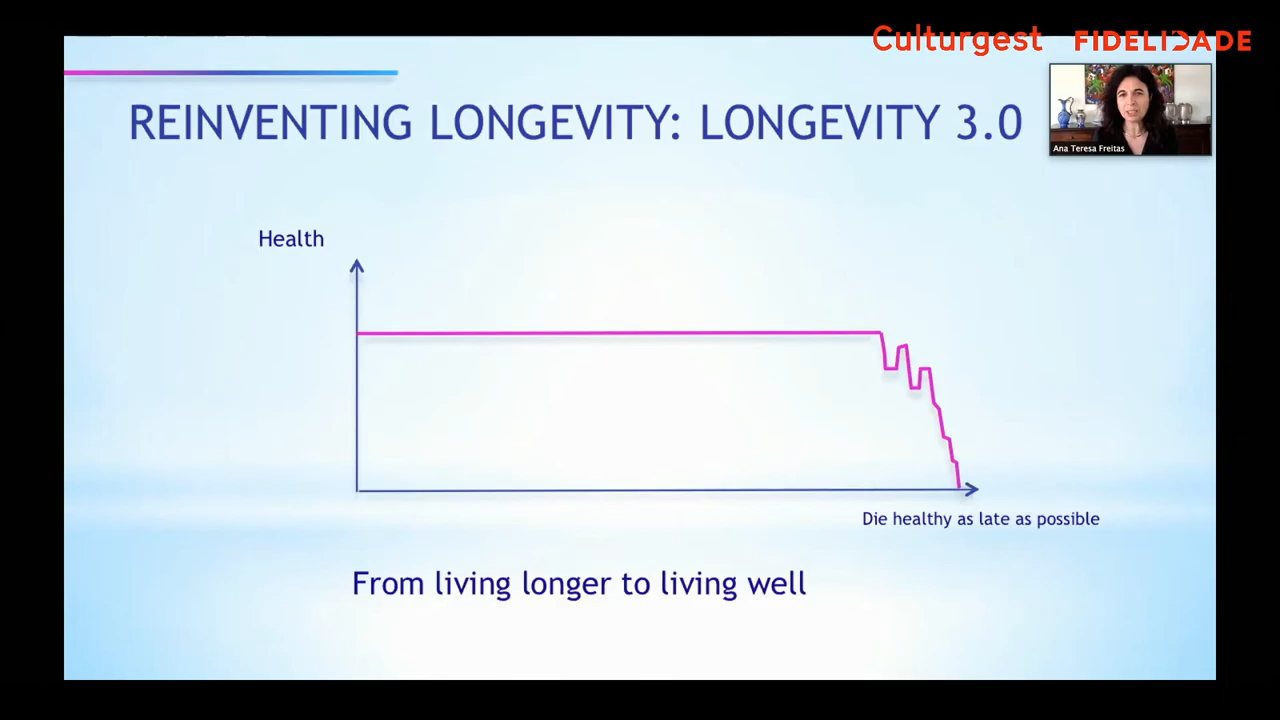 Culturgest FIDELIDADE
REINVENTING LONGEVITY: LONGEVITY 3.0
Ana Teresa Freitas
Health
Die healthy as late as possible
From living longer to living well